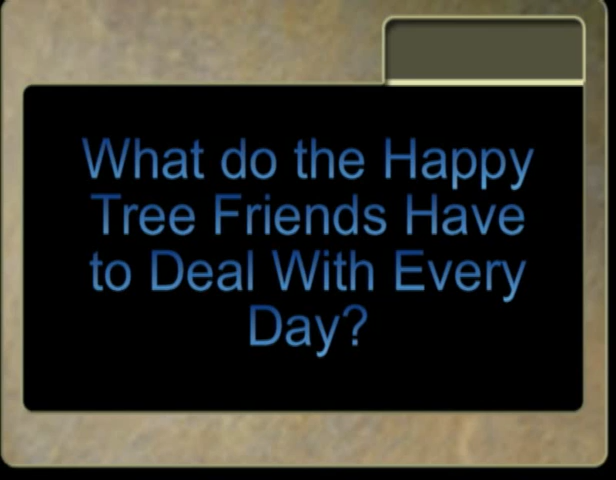 What do the Happy
Tree Friends Have
to Deal With Every
Day?